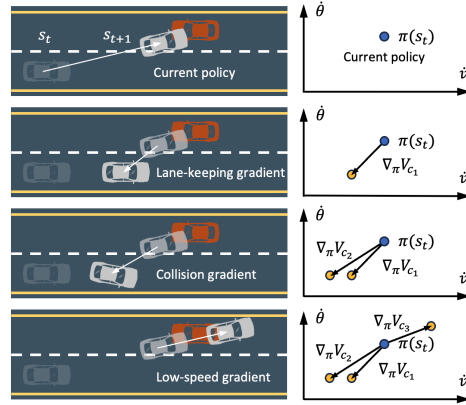 s_t
s_{t+1}
Current policy
θ̇
π(s_t)
Current policy
v̇
Lane-keeping gradient
θ̇
π(s_t)
∇_π V_{c_1}
v̇
Collision gradient
θ̇
π(s_t)
∇_π V_{c_2}
∇_π V_{c_1}
v̇
Low-speed gradient
θ̇
∇_π V_{c_3}
π(s_t)
∇_π V_{c_2}
∇_π V_{c_1}
v̇